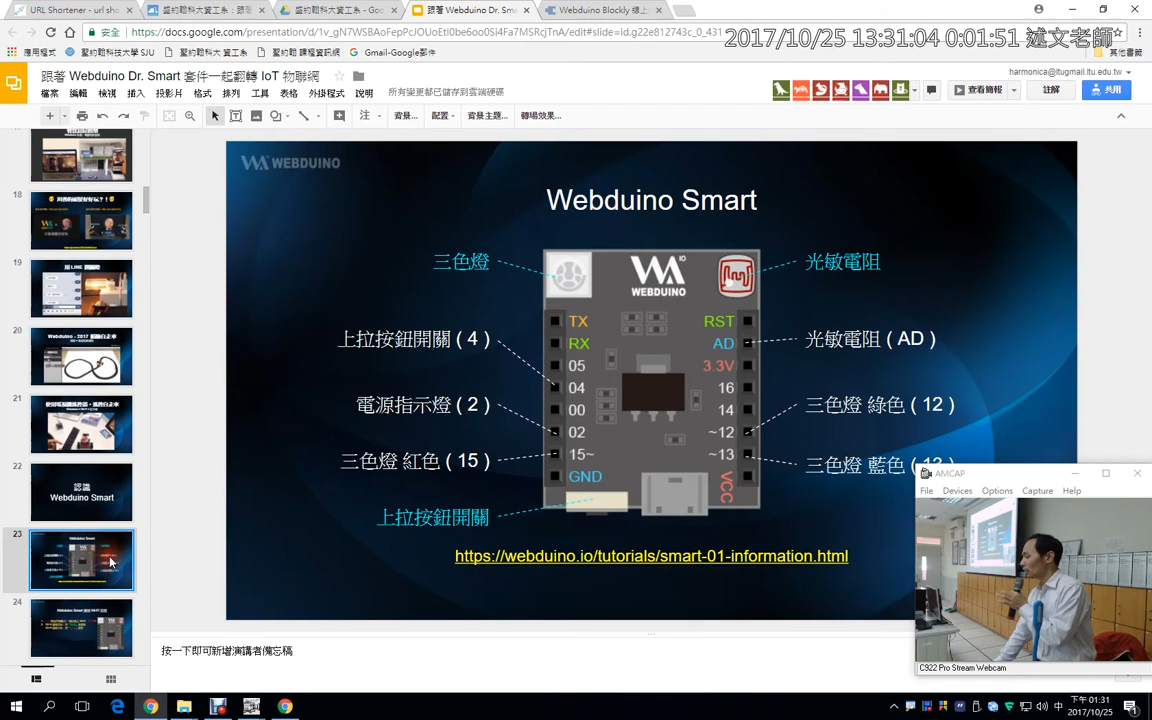 URL Shortener - url sho
盛約翰科大資工系：跟著
盛約翰科大資工系 - Goo
跟著 Webduino Dr. Sma
Webduino Blockly 線上
安全
https://docs.google.com/presentation/d/1v_gN7WSBAoFepPcJOUvc6oo0Sl4Fa7MSRcjTnA/edit#slide=id.g22e812743c_0_431
2017/10/25 13:31:04 0:01:51 述文老師
應用程式
聖約翰科技大學 SJU
聖約翰科大 資工系
聖約翰 課程資訊網
Gmail-Google郵件
其他書籤
跟著 Webduino Dr. Smart 套件一起翻轉 IoT 物聯網
harmonica@ltugmail.ltu.edu.tw
檔案 編輯 檢視 插入 投影片 格式 排列 工具 表格 外掛程式 說明
所有變更都已儲存到雲端硬碟
查看簡報
註解
共用
注
背景...
配置
背景主題...
轉場效果...
18
19
20
21
22
認識
Webduino Smart
23
24
WEBDUINO
Webduino Smart
三色燈
光敏電阻
WEBDUINO
TX
RST
上拉按鈕開關 ( 4 )
RX
AD
光敏電阻 ( AD )
05
3.3V
04
16
電源指示燈 ( 2 )
00
14
三色燈 綠色 ( 12 )
02
~12
三色燈 紅色 ( 15 )
15~
~13
三色燈 藍色
GND
VCC
上拉按鈕開關
https://webduino.io/tutorials/smart-01-information.html
AMCAP
File Devices Options Capture Help
C922 Pro Stream Webcam
按一下即可新增演講者備忘稿
中
下午 01:31
2017/10/25